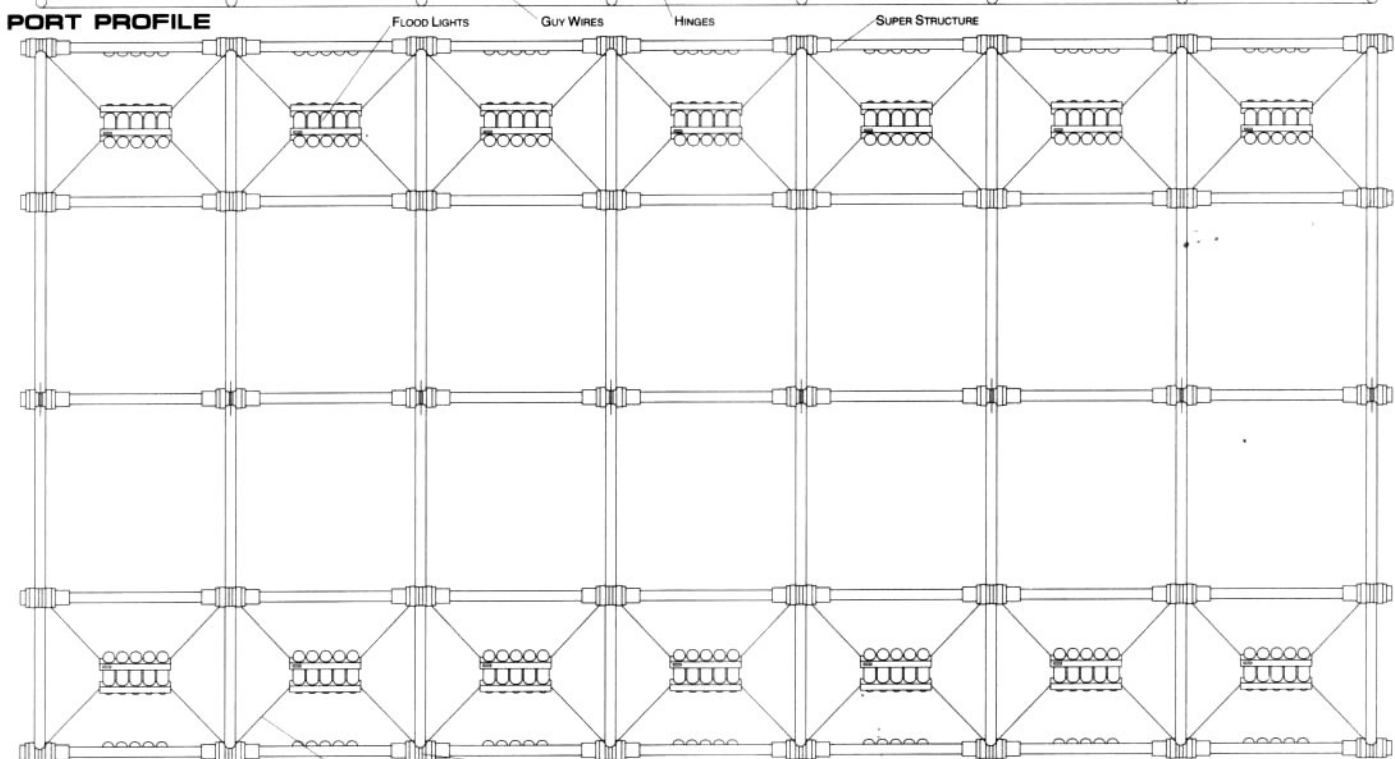 PORT PROFILE
FLOOD LIGHTS
GUY WIRES
HINGES
SUPER STRUCTURE